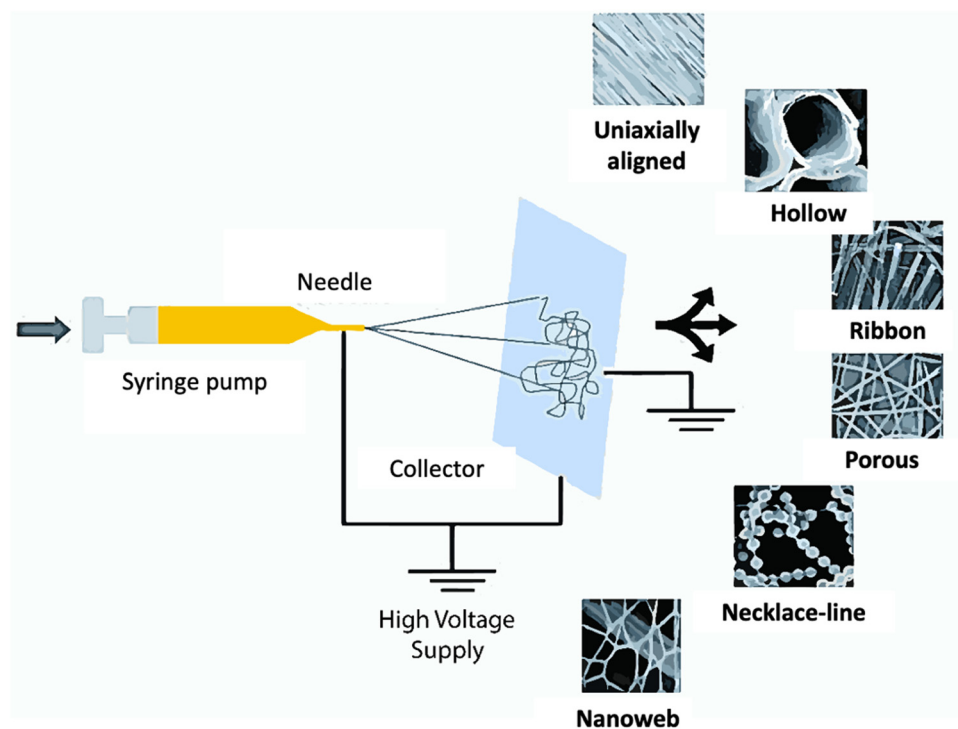 Uniaxially
aligned
Hollow
Needle
Ribbon
Syringe pump
Porous
Collector
Necklace-line
High Voltage
Supply
Nanoweb